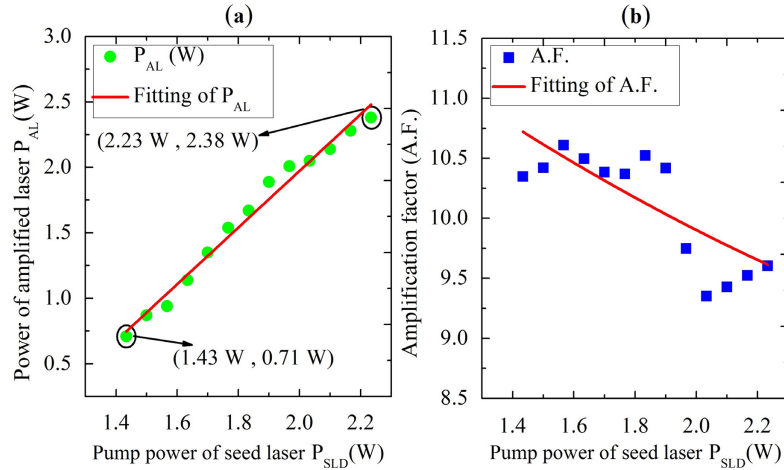 (a)
3.0
2.5
2.0
1.5
1.0
0.5
Power of amplified laser P_AL(W)
P_AL (W)
Fitting of P_AL
(2.23 W , 2.38 W)
(1.43 W , 0.71 W)
1.4 1.6 1.8 2.0 2.2
Pump power of seed laser P_SLD(W)
(b)
11.5
11.0
10.5
10.0
9.5
9.0
8.5
Amplification factor (A.F.)
A.F.
Fitting of A.F.
1.4 1.6 1.8 2.0 2.2
Pump power of seed laser P_SLD(W)